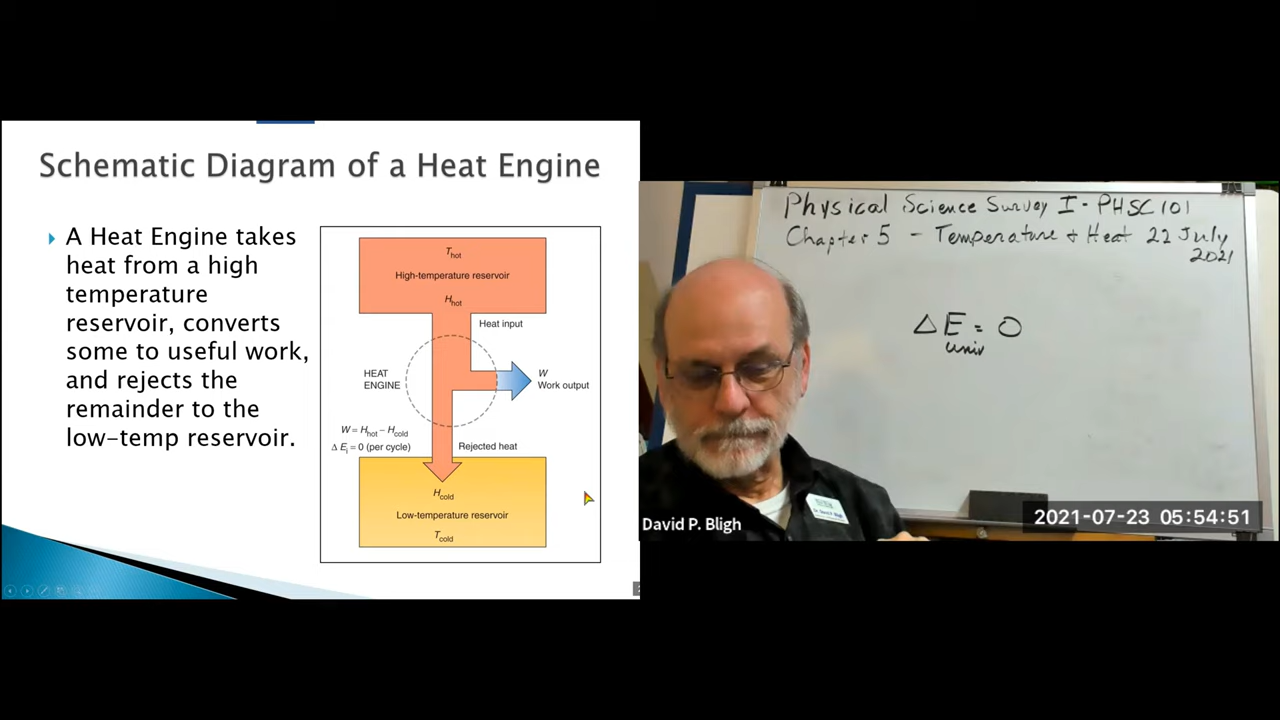 Schematic Diagram of a Heat Engine
A Heat Engine takes
heat from a high
temperature
reservoir, converts
some to useful work,
and rejects the
remainder to the
low-temp reservoir.
Thot
High-temperature reservoir
Hhot
Heat input
HEAT
ENGINE
W
Work output
W = Hhot – Hcold
Δ Ei = 0 (per cycle)
Rejected heat
Hcold
Low-temperature reservoir
Tcold
Physical Science Survey I - PHSC 101
Chapter 5 - Temperature + Heat 22 July
2021
ΔE = 0
univ
David P. Bligh
2021-07-23 05:54:51